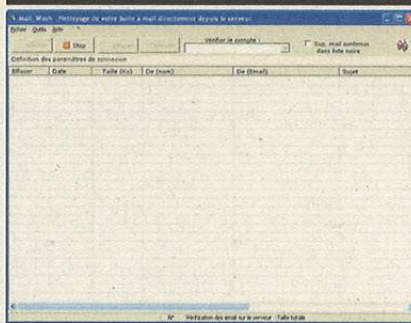 Mail Wash - Nettoyage de votre boite à mail directement depuis le serveur
Fichier Outils Aide
Stop
Vérifier le compte :
Sup. mail contenus
dans liste noire
Définition des paramètres de connexion
Effacer Date Taille (Ko) De (nom) De (Email) Sujet
N° Vérification des email sur le serveur Taille totale